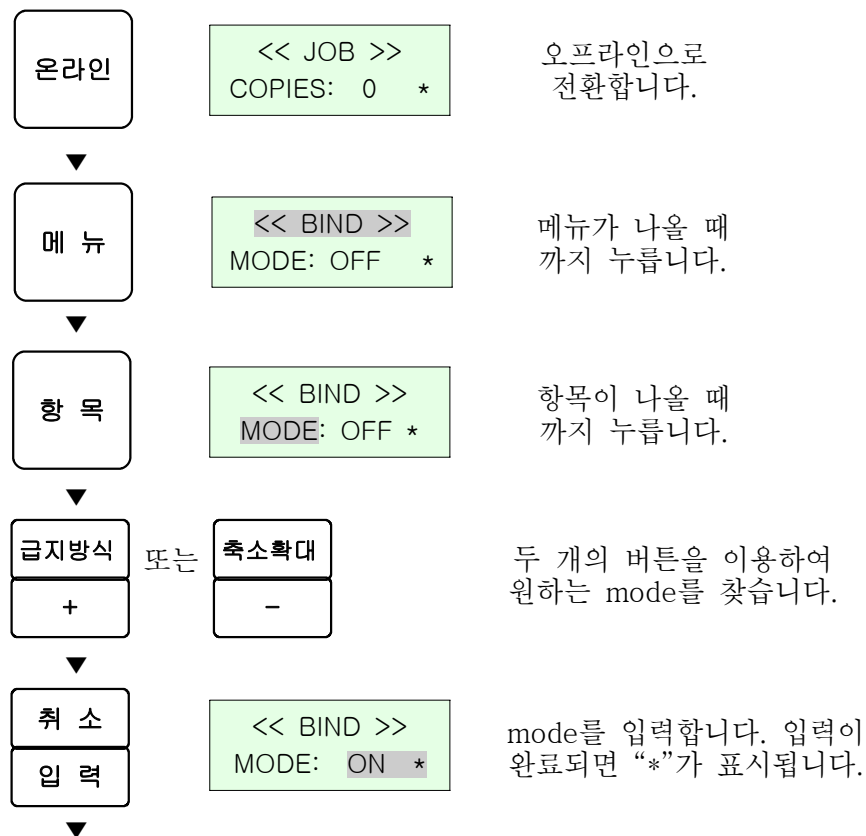 온라인
<< JOB >>
COPIES: 0 *
오프라인으로
전환합니다.
▼
메 뉴
<< BIND >>
MODE: OFF *
메뉴가 나올 때
까지 누릅니다.
▼
항 목
<< BIND >>
MODE: OFF *
항목이 나올 때
까지 누릅니다.
▼
급지방식
+
또는
축소확대
-
두 개의 버튼을 이용하여
원하는 mode를 찾습니다.
▼
취 소
입 력
<< BIND >>
MODE: ON *
mode를 입력합니다. 입력이
완료되면 “*”가 표시됩니다.
▼